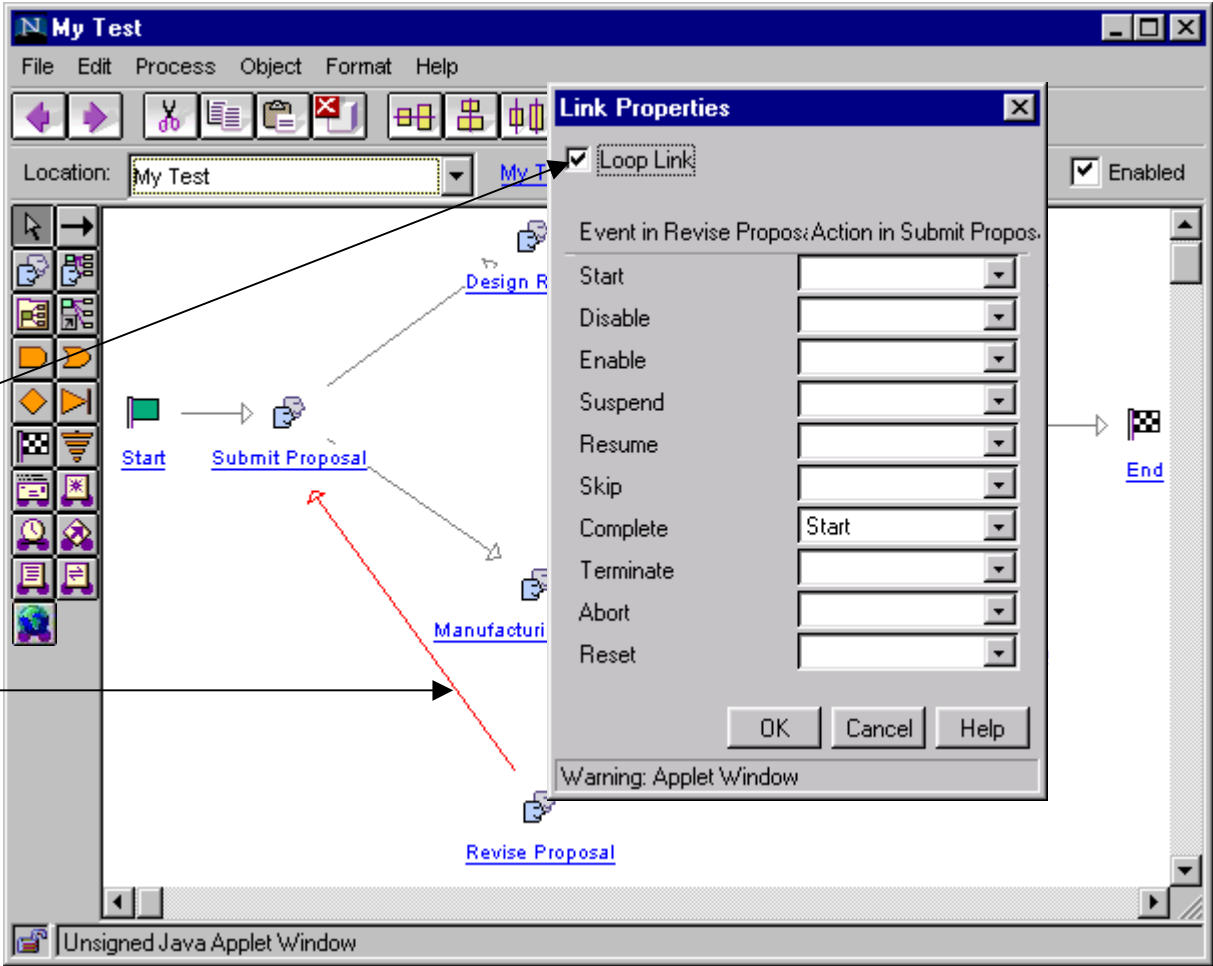 My Test
File Edit Process Object Format Help
Location: My Test My T Enabled
Design R
Start
Submit Proposal
Manufacturi
Revise Proposal
End
Link Properties
Loop Link
Event in Revise Propos Action in Submit Propos
Start
Disable
Enable
Suspend
Resume
Skip
Complete Start
Terminate
Abort
Reset
OK Cancel Help
Warning: Applet Window
Unsigned Java Applet Window